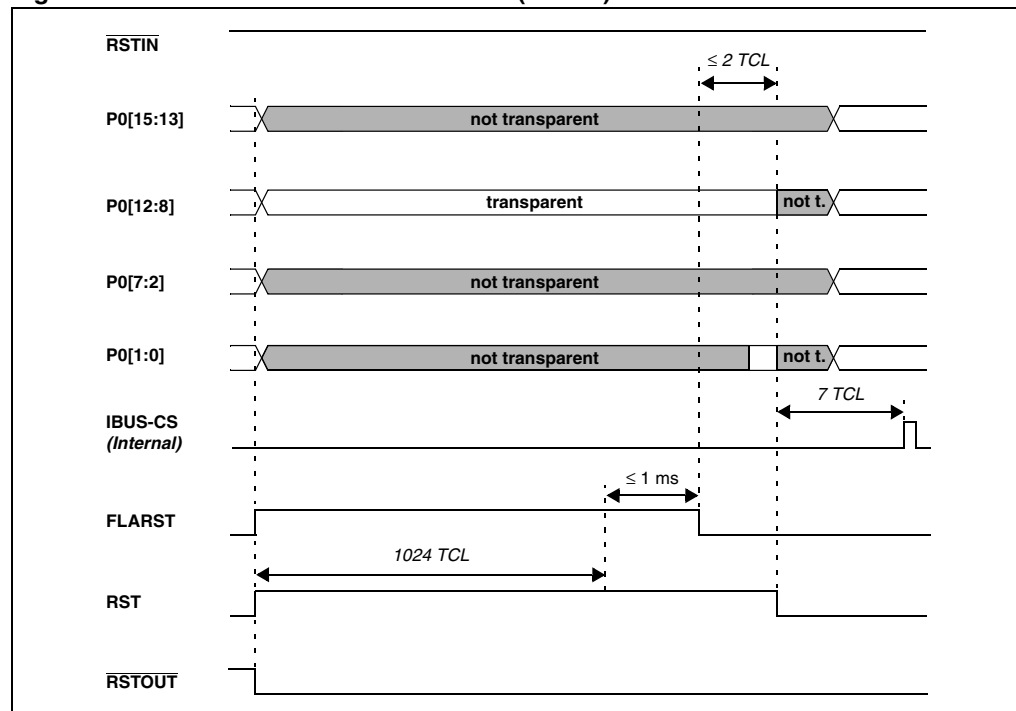 RSTIN
≤ 2 TCL
P0[15:13]
not transparent
P0[12:8]
transparent
not t.
P0[7:2]
not transparent
P0[1:0]
not transparent
not t.
7 TCL
IBUS-CS
(Internal)
≤ 1 ms
FLARST
1024 TCL
RST
RSTOUT